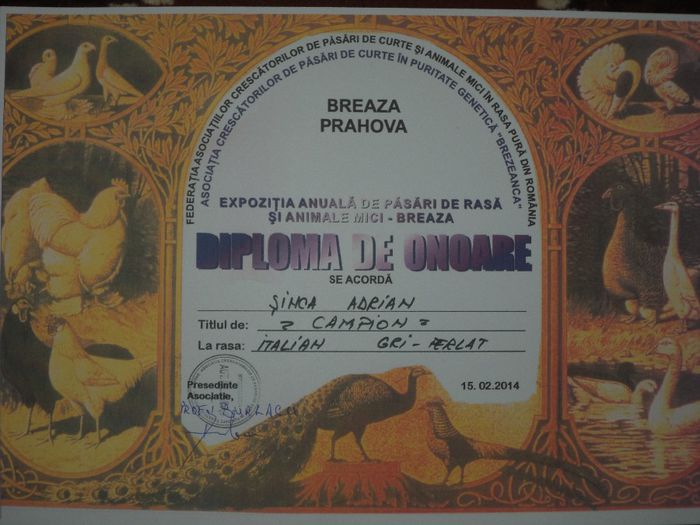 FEDERAȚIA ASOCIAȚIILOR CRESCĂTORILOR DE PĂSĂRI DE CURTE ȘI ANIMALE MICI ÎN RASA PURĂ DIN ROMÂNIA
ASOCIAȚIA CRESCĂTORILOR DE PĂSĂRI DE CURTE ÎN PURITATE GENETICĂ "BREZEANCA"
BREAZA
PRAHOVA
EXPOZIȚIA ANUALĂ DE PĂSĂRI DE RASĂ
ȘI ANIMALE MICI - BREAZA
DIPLOMA DE ONOARE
SE ACORDĂ
ȘINCA ADRIAN
Titlul de: " CAMPION "
La rasa: ITALIAN GRI - PERLAT
Presedinte
Asociatie,
15.02.2014